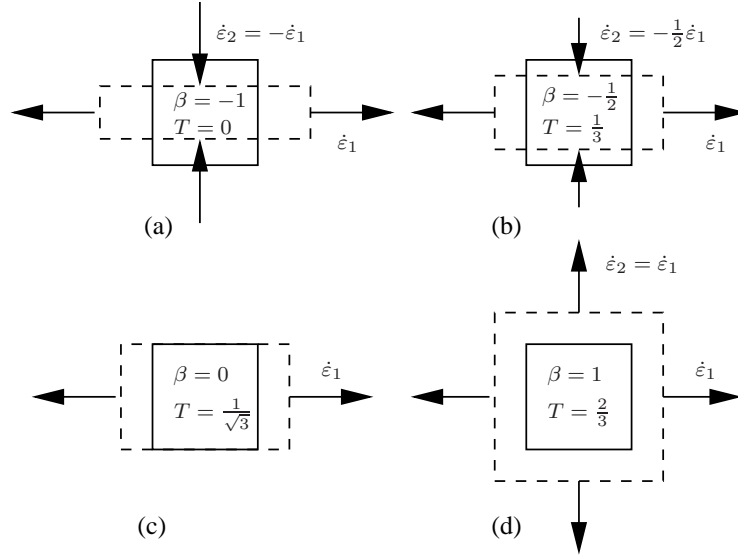 ε̇₂ = −ε̇₁
β = −1
T = 0
ε̇₁
(a)
ε̇₂ = −½ε̇₁
β = −½
T = ⅓
ε̇₁
(b)
β = 0
T = 1/√3
ε̇₁
(c)
ε̇₂ = ε̇₁
β = 1
T = ⅔
ε̇₁
(d)